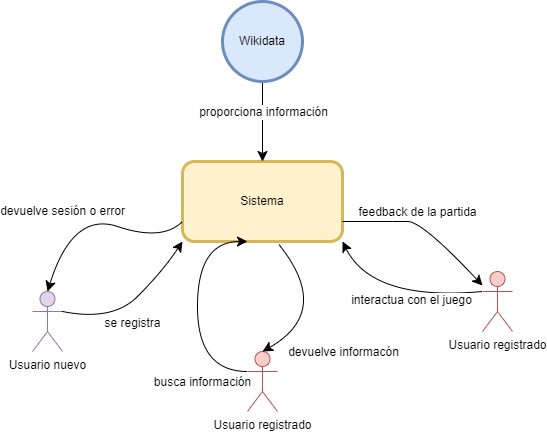 Wikidata
proporciona información
Sistema
devuelve sesión o error
feedback de la partida
interactua con el juego
se registra
Usuario registrado
devuelve informacón
Usuario nuevo
busca información
Usuario registrado